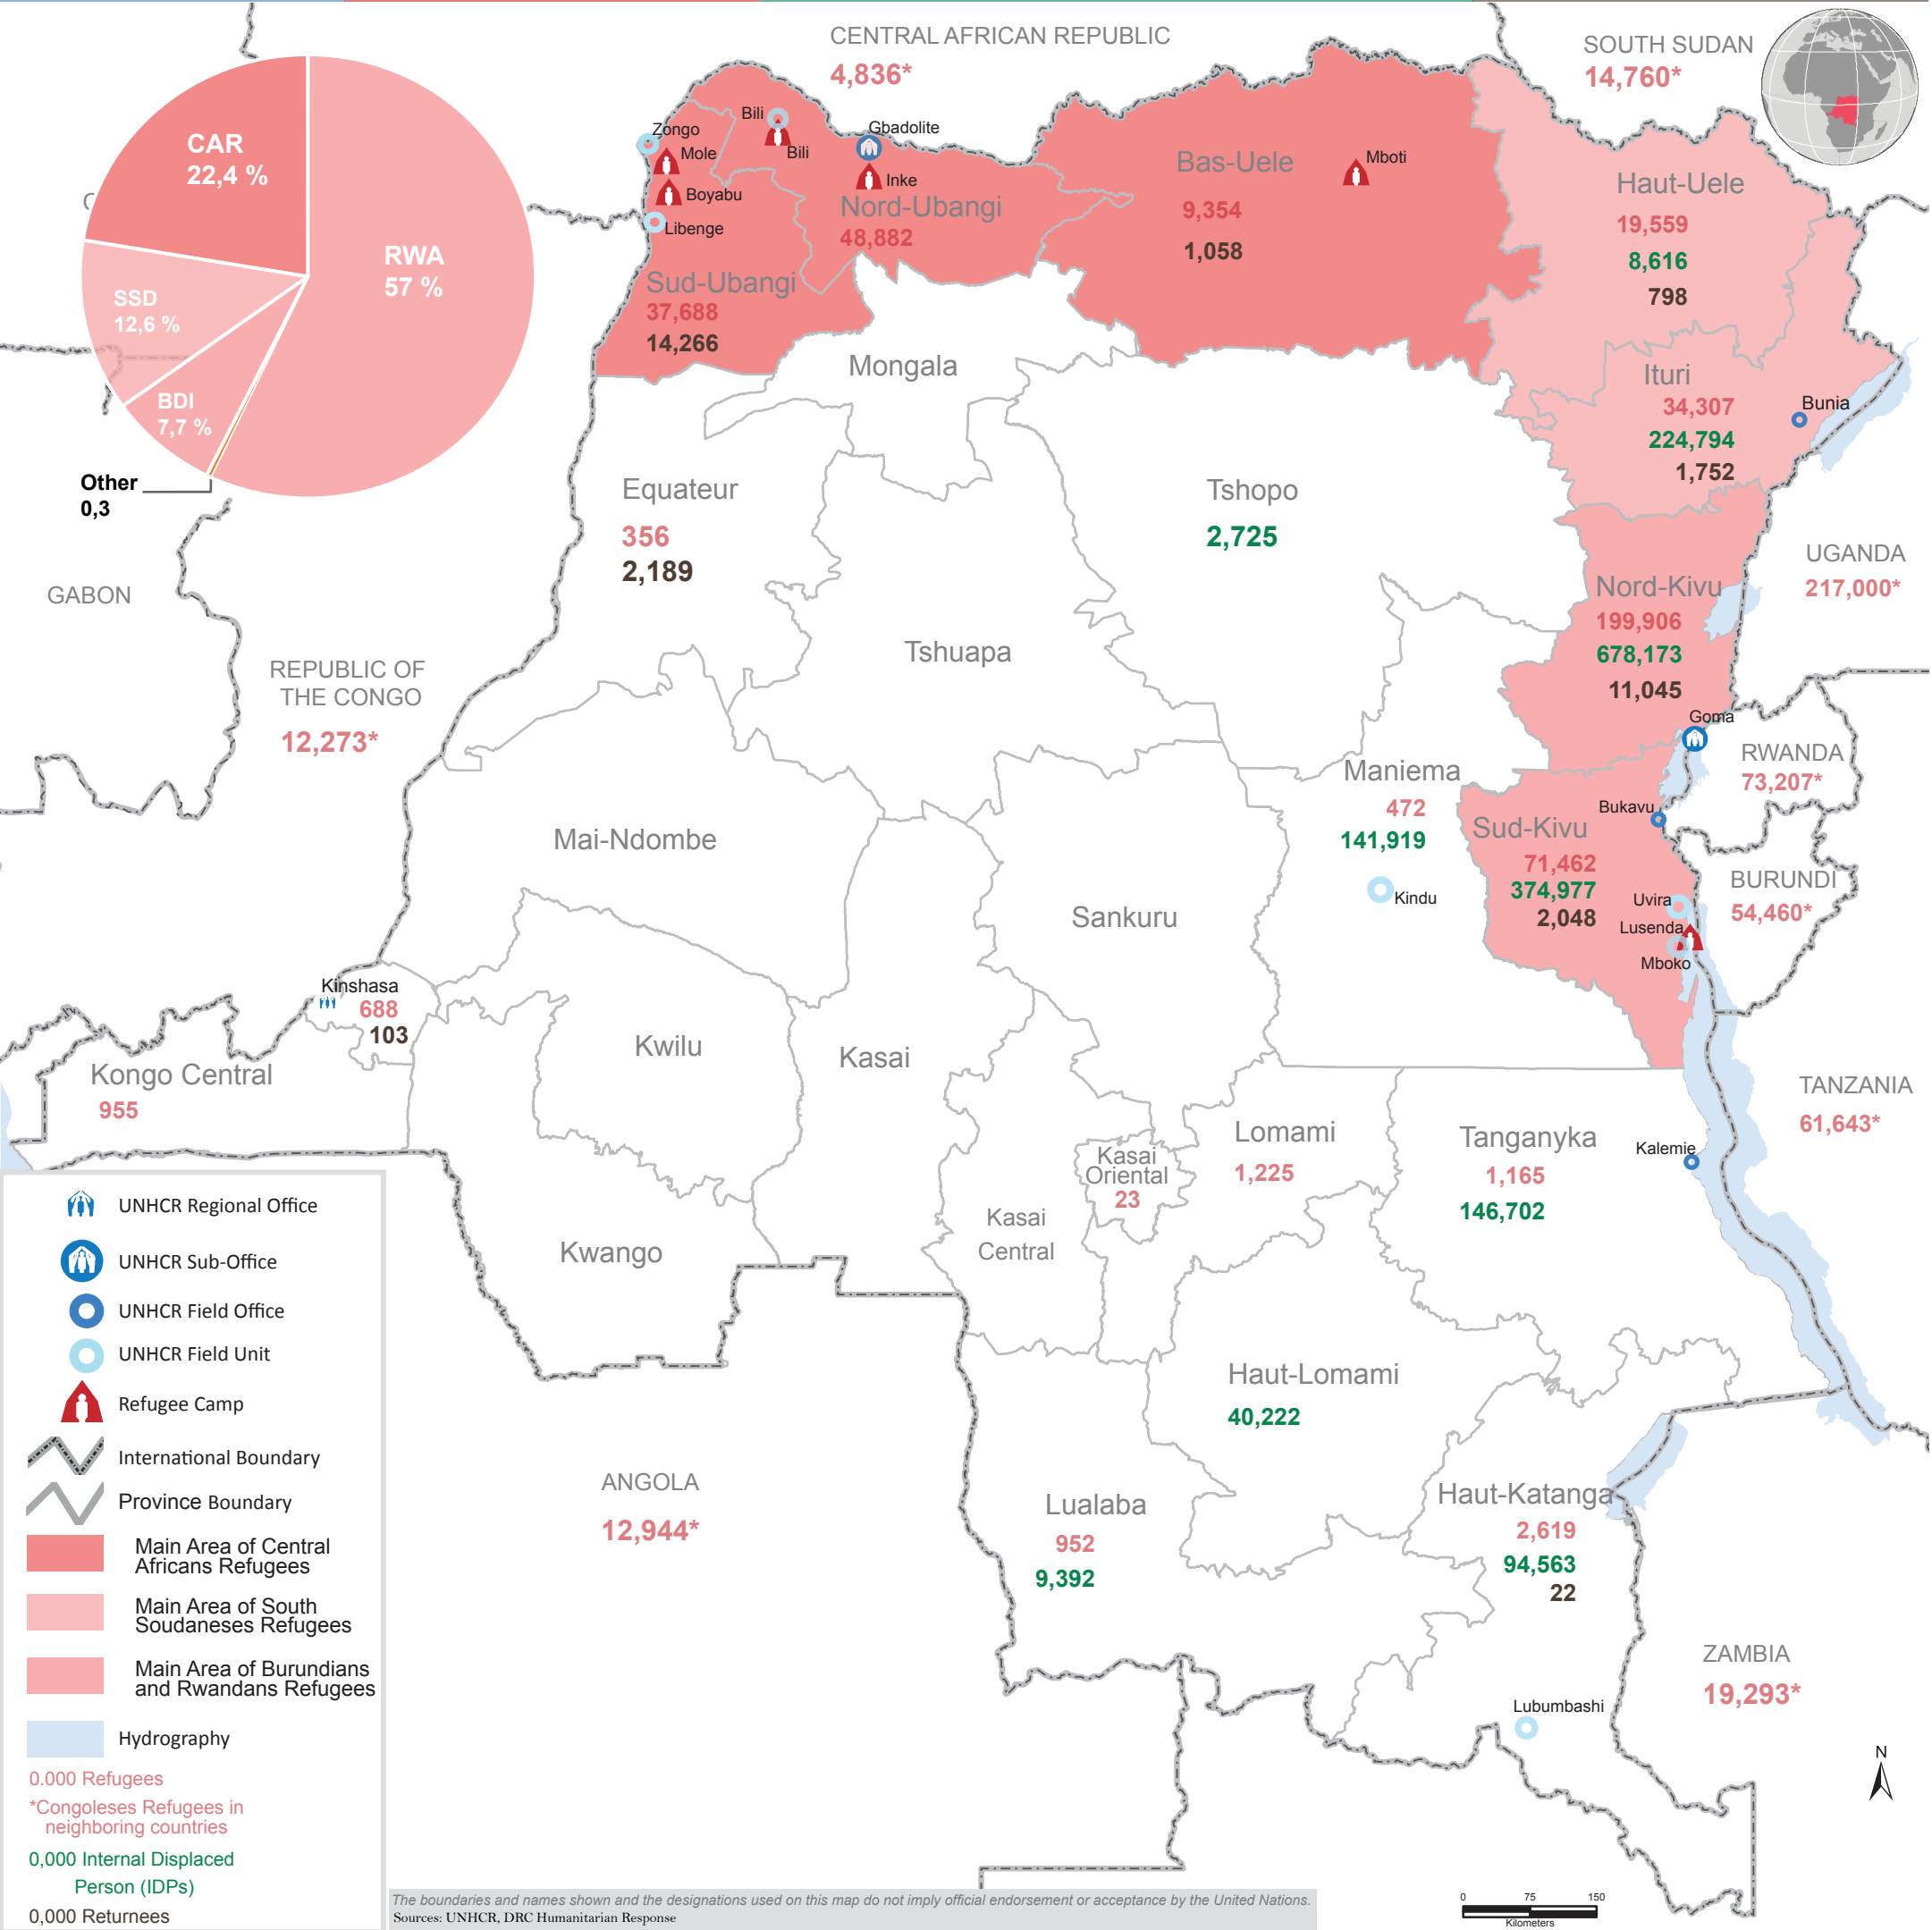 CENTRAL AFRICAN REPUBLIC
4,836*
SOUTH SUDAN
14,760*
CAR
22,4 %
RWA
57 %
SSD
12,6 %
BDI
7,7 %
Other
0,3
Zongo
Mole
Boyabu
Libenge
Bili
Bili
Gbadolite
Inke
Nord-Ubangi
48,882
Sud-Ubangi
37,688
14,266
Bas-Uele
9,354
1,058
Mboti
Haut-Uele
19,559
8,616
798
Mongala
Ituri
34,307
224,794
1,752
Bunia
Equateur
356
2,189
Tshopo
2,725
GABON
UGANDA
217,000*
Nord-Kivu
199,906
678,173
11,045
Goma
Tshuapa
REPUBLIC OF
THE CONGO
12,273*
RWANDA
73,207*
Maniema
472
141,919
Kindu
Bukavu
Sud-Kivu
71,462
374,977
2,048
Uvira
Lusenda
Mboko
BURUNDI
54,460*
Mai-Ndombe
Sankuru
Kinshasa
688
103
Kwilu
Kasai
Kongo Central
955
TANZANIA
61,643*
Lomami
1,225
Tanganyka
1,165
146,702
Kalemie
Kasai
Oriental
23
Kasai
Central
Kwango
Haut-Lomami
40,222
ANGOLA
12,944*
Lualaba
952
9,392
Haut-Katanga
2,619
94,563
22
ZAMBIA
19,293*
Lubumbashi
UNHCR Regional Office
UNHCR Sub-Office
UNHCR Field Office
UNHCR Field Unit
Refugee Camp
International Boundary
Province Boundary
Main Area of Central
Africans Refugees
Main Area of South
Soudaneses Refugees
Main Area of Burundians
and Rwandans Refugees
Hydrography
0.000 Refugees
*Congoleses Refugees in
neighboring countries
0,000 Internal Displaced
Person (IDPs)
0,000 Returnees
The boundaries and names shown and the designations used on this map do not imply official endorsement or acceptance by the United Nations.
Sources: UNHCR, DRC Humanitarian Response
0 75 150
Kilometers
N